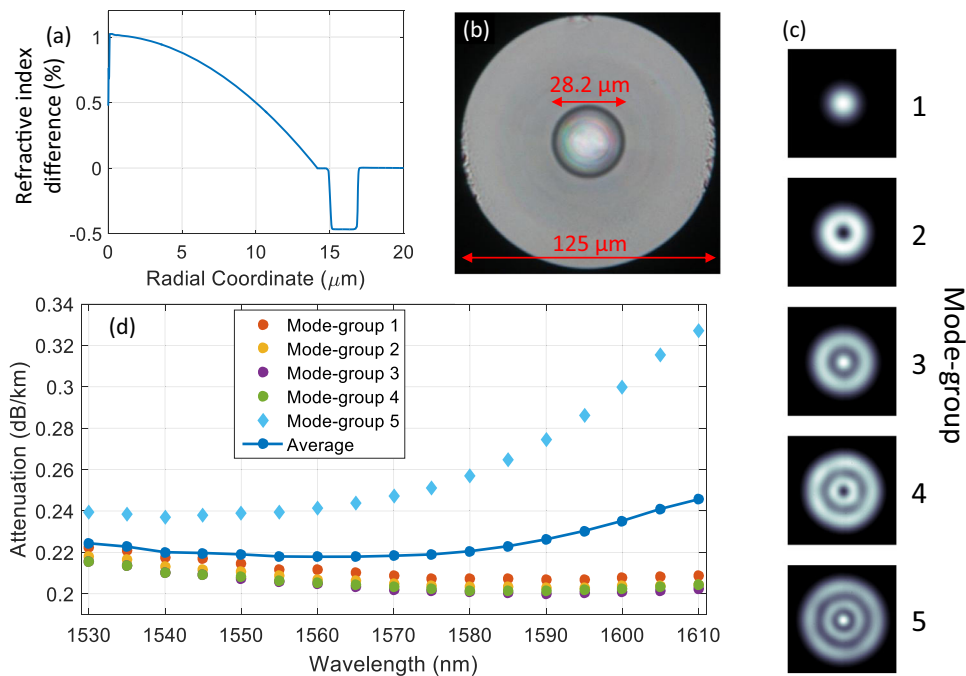 (a)
Refractive index
difference (%)
1
0.5
0
-0.5
0
5
10
15
20
Radial Coordinate (μm)
(b)
28.2 μm
125 μm
(c)
1
2
3
4
5
Mode-group
(d)
Attenuation (dB/km)
0.34
0.32
0.3
0.28
0.26
0.24
0.22
0.2
Mode-group 1
Mode-group 2
Mode-group 3
Mode-group 4
Mode-group 5
Average
1530
1540
1550
1560
1570
1580
1590
1600
1610
Wavelength (nm)